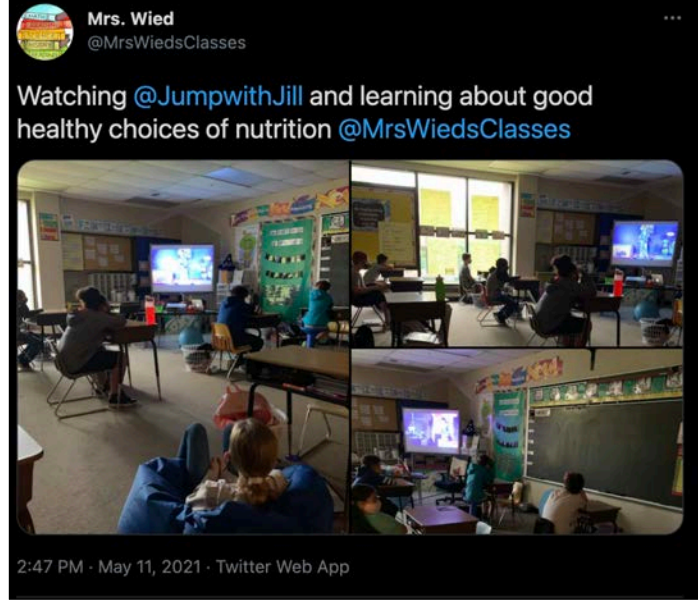 Mrs. Wied
@MrsWiedsClasses
Watching @JumpwithJill and learning about good
healthy choices of nutrition @MrsWiedsClasses
2:47 PM · May 11, 2021 · Twitter Web App